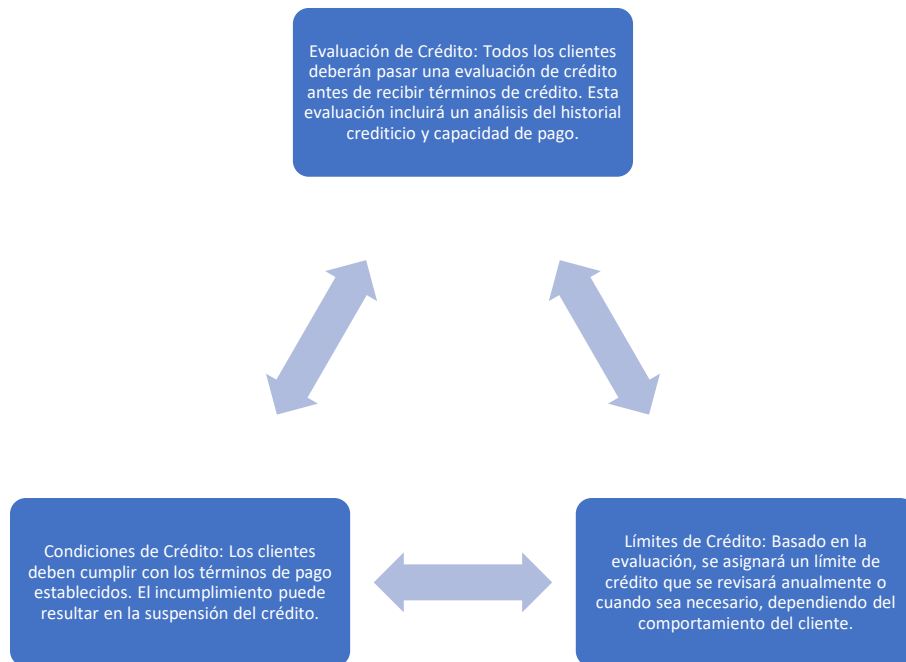 Evaluación de Crédito: Todos los clientes
deberán pasar una evaluación de crédito
antes de recibir términos de crédito. Esta
evaluación incluirá un análisis del historial
crediticio y capacidad de pago.
Condiciones de Crédito: Los clientes
deben cumplir con los términos de pago
establecidos. El incumplimiento puede
resultar en la suspensión del crédito.
Límites de Crédito: Basado en la
evaluación, se asignará un límite de
crédito que se revisará anualmente o
cuando sea necesario, dependiendo del
comportamiento del cliente.